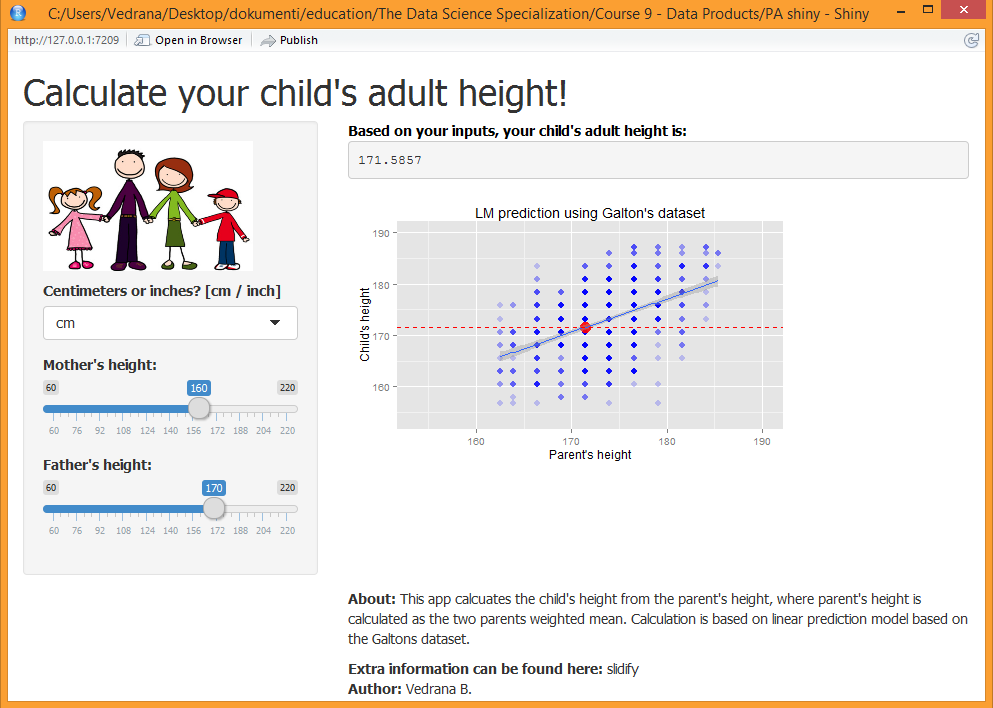 C:/Users/Vedrana/Desktop/dokumenti/education/The Data Science Specialization/Course 9 - Data Products/PA shiny - Shiny
http://127.0.0.1:7209 Open in Browser Publish
Calculate your child's adult height!
Centimeters or inches? [cm / inch]
cm
Mother's height:
60 160 220
60 76 92 108 124 140 156 172 188 204 220
Father's height:
60 170 220
60 76 92 108 124 140 156 172 188 204 220
Based on your inputs, your child's adult height is:
171.5857
LM prediction using Galton's dataset
Child's height
190
180
170
160
160 170 180 190
Parent's height
About: This app calcuates the child's height from the parent's height, where parent's height is
calculated as the two parents weighted mean. Calculation is based on linear prediction model based on
the Galtons dataset.
Extra information can be found here: slidify
Author: Vedrana B.